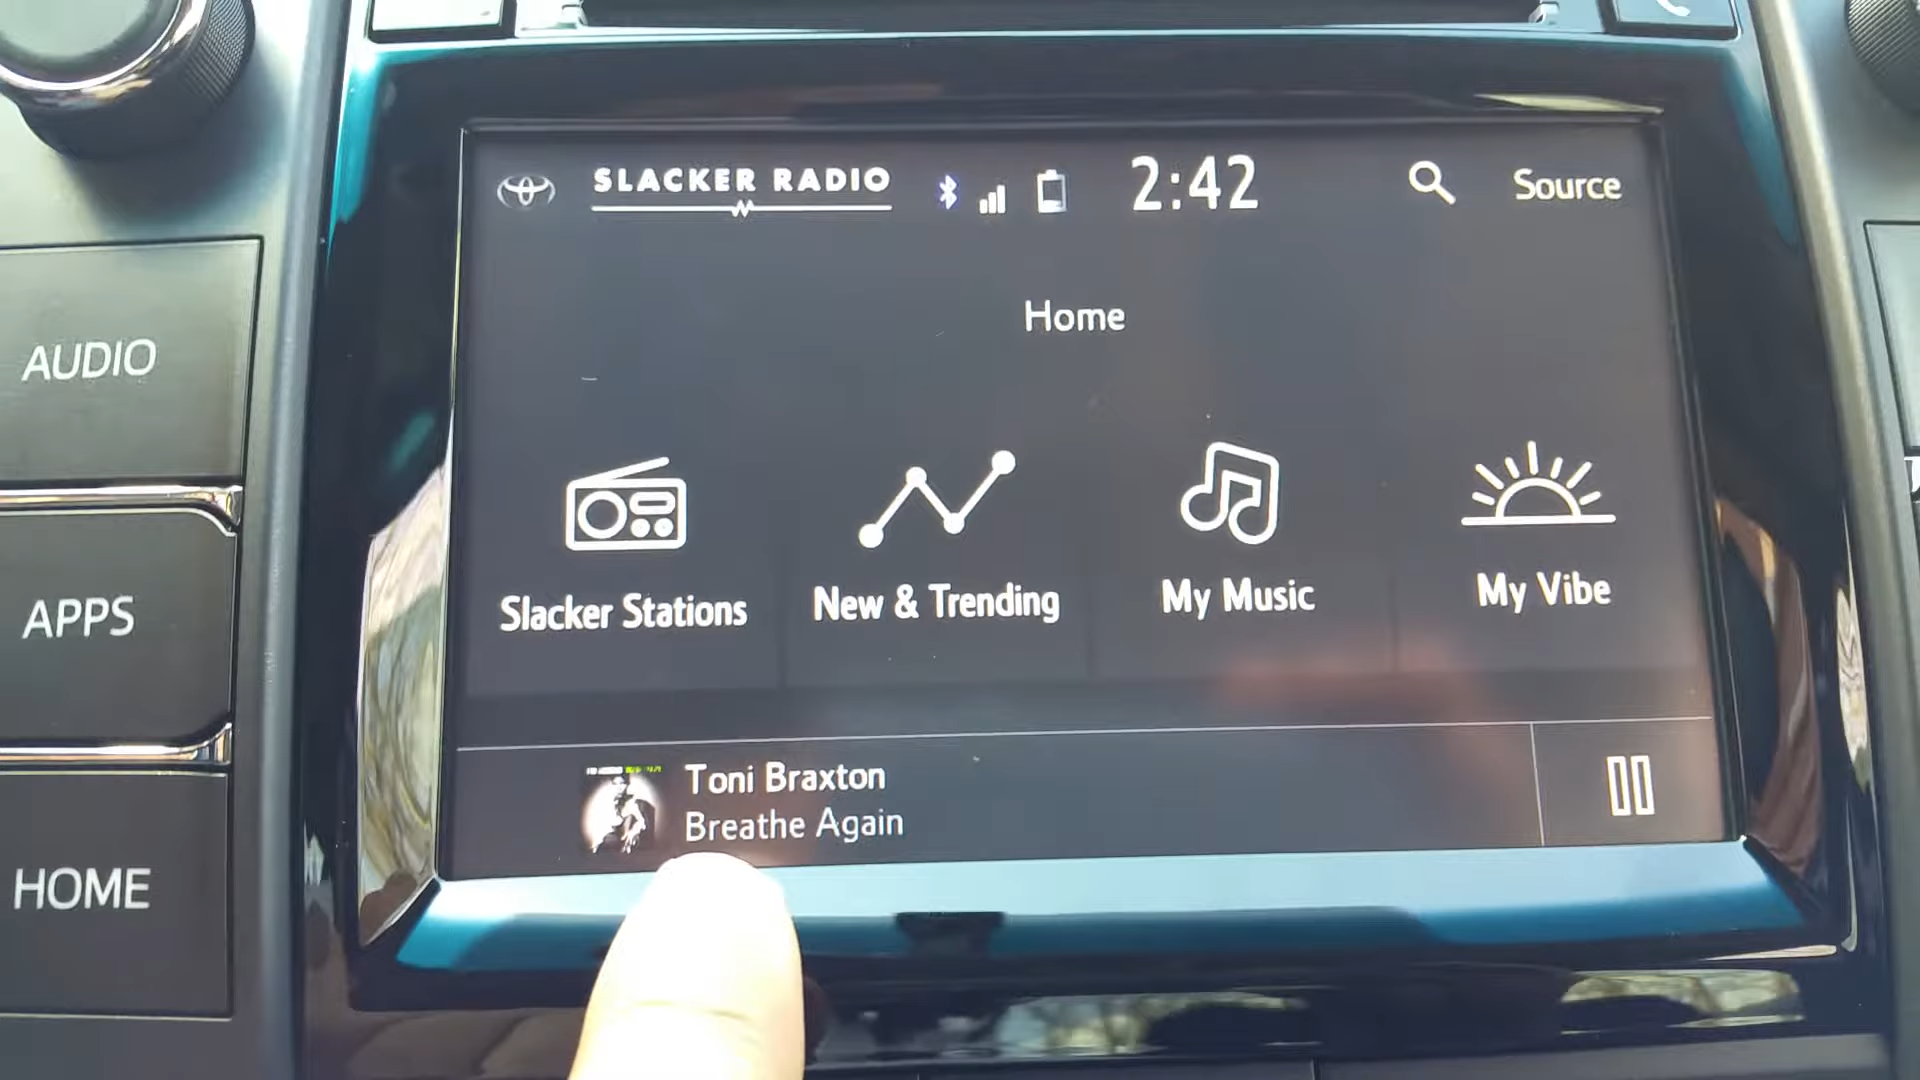 SLACKER RADIO
2:42
Source
Home
AUDIO
APPS
HOME
Slacker Stations
New & Trending
My Music
My Vibe
Toni Braxton
Breathe Again